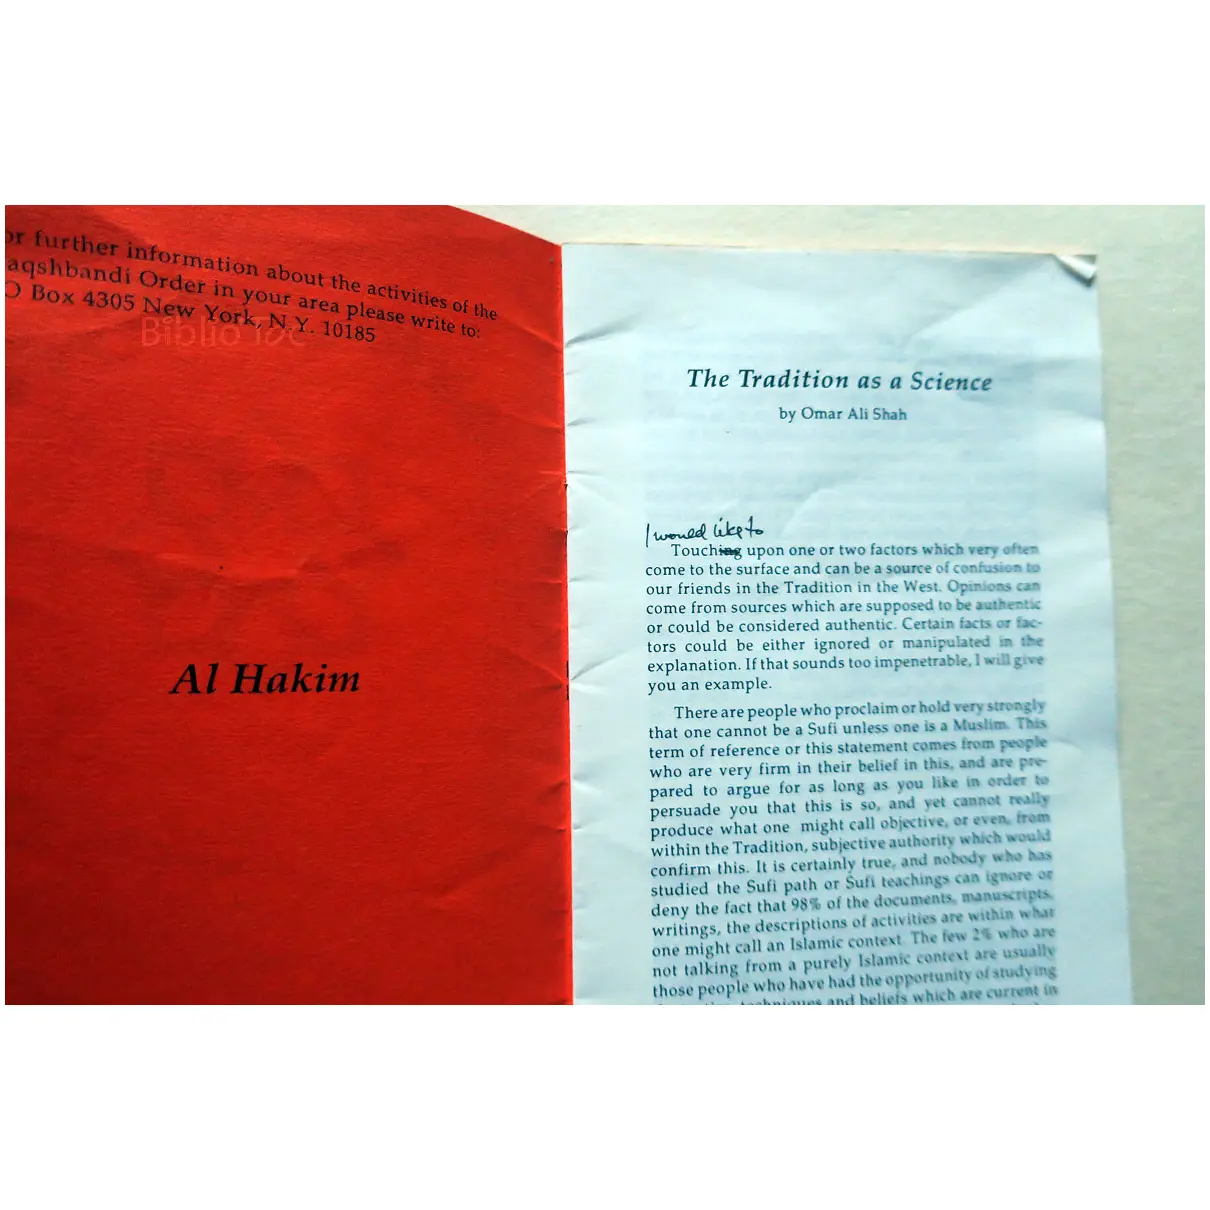 or further information about the activities of the
aqshbandi Order in your area please write to:
O Box 4305 New York, N.Y. 10185
Biblio
Al Hakim
The Tradition as a Science
by Omar Ali Shah
I would like to
Touching upon one or two factors which very often
come to the surface and can be a source of confusion to
our friends in the Tradition in the West. Opinions can
come from sources which are supposed to be authentic
or could be considered authentic. Certain facts or fac-
tors could be either ignored or manipulated in the
explanation. If that sounds too impenetrable, I will give
you an example.
There are people who proclaim or hold very strongly
that one cannot be a Sufi unless one is a Muslim. This
term of reference or this statement comes from people
who are very firm in their belief in this, and are pre-
pared to argue for as long as you like in order to
persuade you that this is so, and yet cannot really
produce what one might call objective, or even, from
within the Tradition, subjective authority which would
confirm this. It is certainly true, and nobody who has
studied the Sufi path or Sufi teachings can ignore or
deny the fact that 98% of the documents, manuscripts,
writings, the descriptions of activities are within what
one might call an Islamic context. The few 2% who are
not talking from a purely Islamic context are usually
those people who have had the opportunity of studying
techniques and beliefs which are current in